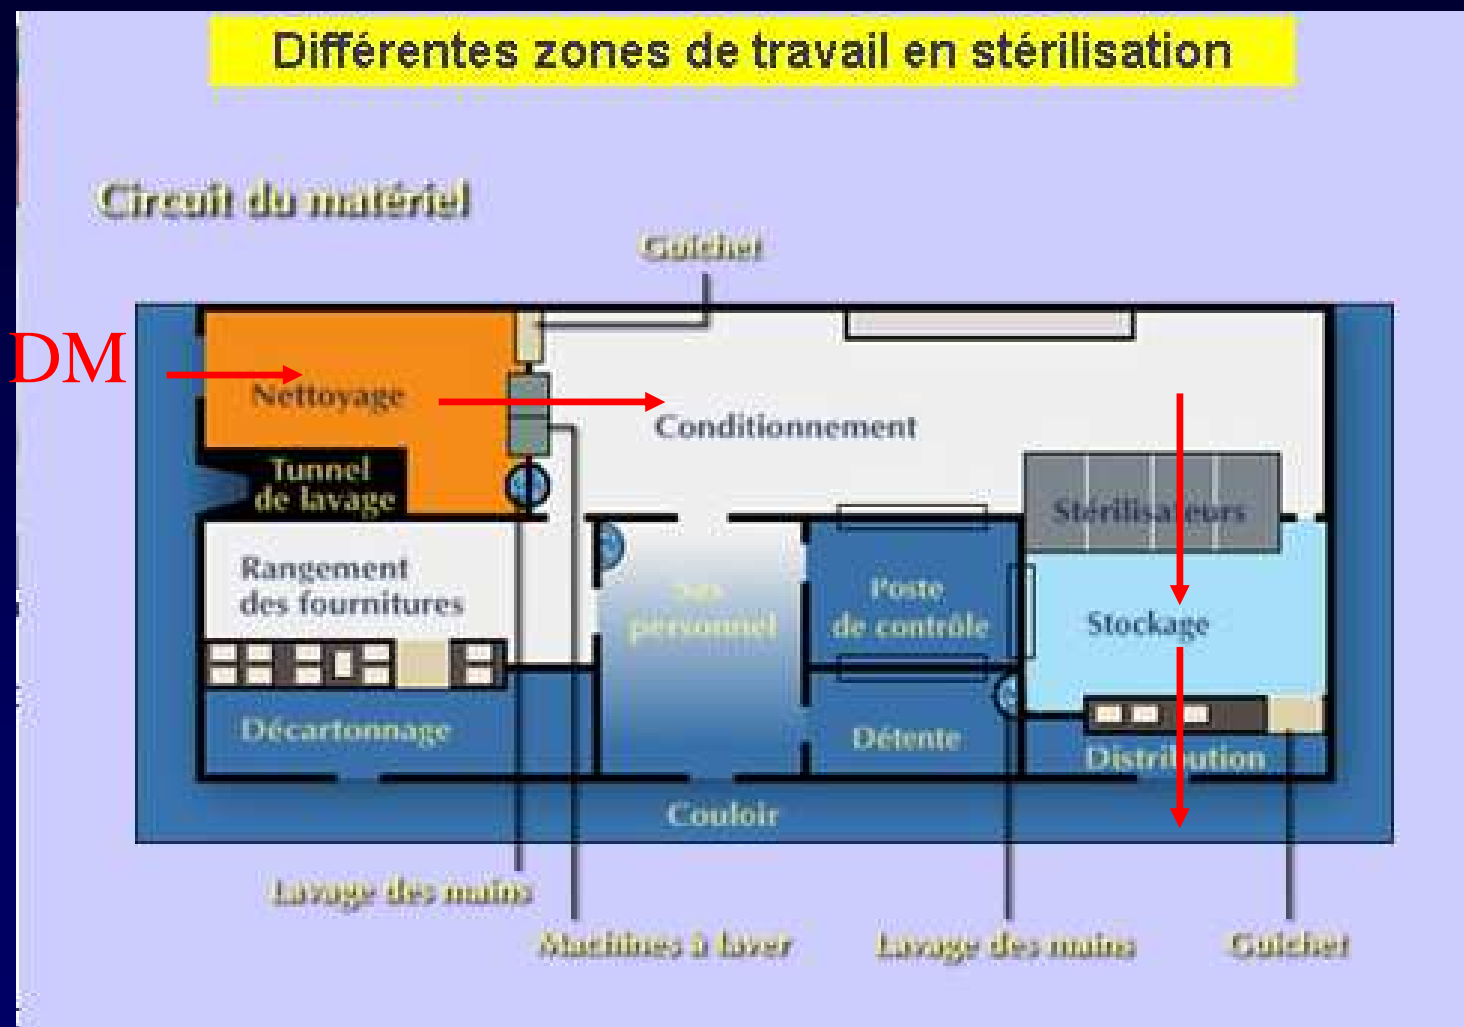 Différentes zones de travail en stérilisation
Circuit du matériel
Guichet
DM
Nettoyage
Conditionnement
Tunnel
de lavage
Stérilisateurs
Rangement
des fournitures
Sas
personnel
Poste
de contrôle
Stockage
Décartonnage
Détente
Distribution
Couloir
Lavage des mains
Machines à laver
Lavage des mains
Guichet